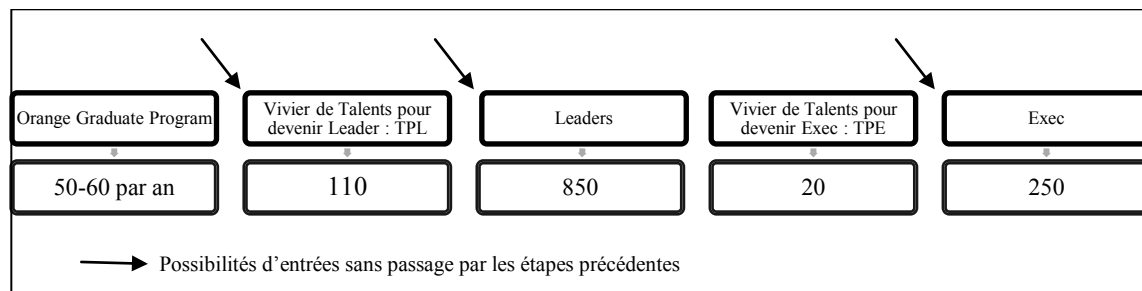 Orange Graduate Program
Vivier de Talents pour
devenir Leader : TPL
Leaders
Vivier de Talents pour
devenir Exec : TPE
Exec
50-60 par an
110
850
20
250
Possibilités d’entrées sans passage par les étapes précédentes